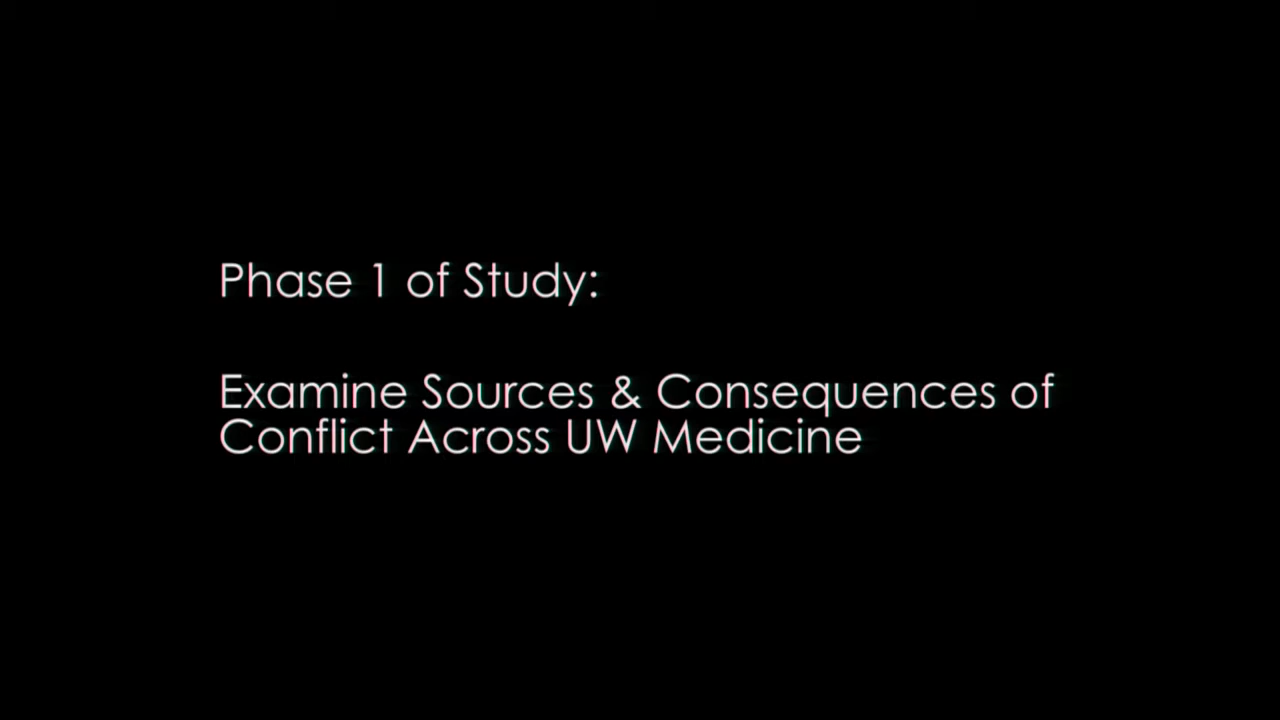 Phase 1 of Study:
Examine Sources & Consequences of
Conflict Across UW Medicine